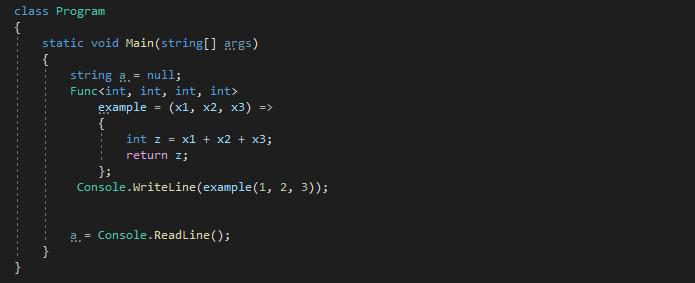 class Program
{
    static void Main(string[] args)
    {
        string a = null;
        Func<int, int, int, int>
            example = (x1, x2, x3) =>
            {
                int z = x1 + x2 + x3;
                return z;
            };
         Console.WriteLine(example(1, 2, 3));
        a = Console.ReadLine();
    }
}